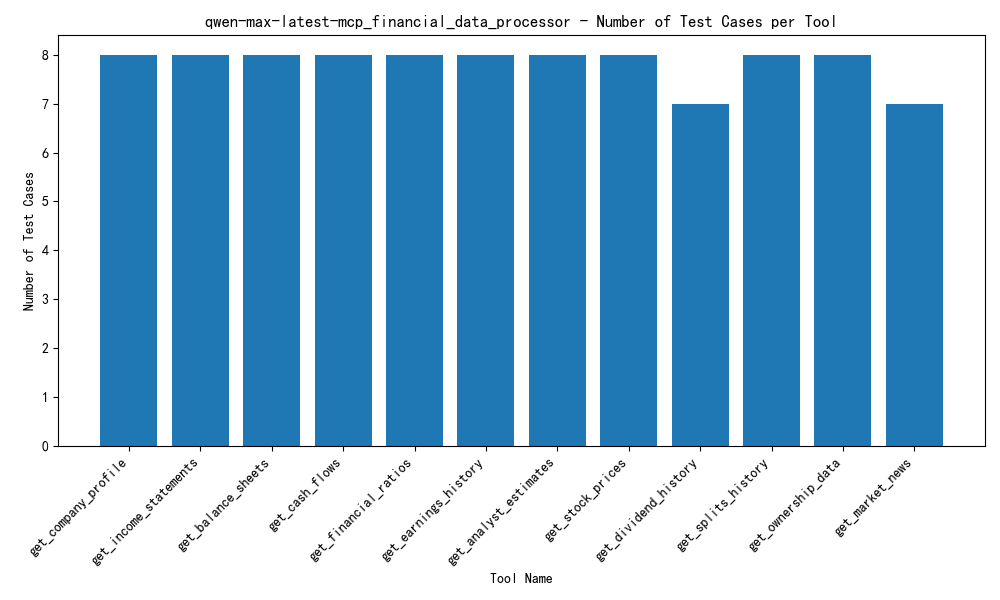 qwen-max-latest-mcp_financial_data_processor - Number of Test Cases per Tool
Number of Test Cases
8
7
6
5
4
3
2
1
0
get_company_profile
get_income_statements
get_balance_sheets
get_cash_flows
get_financial_ratios
get_earnings_history
get_analyst_estimates
get_stock_prices
get_dividend_history
get_splits_history
get_ownership_data
get_market_news
Tool Name